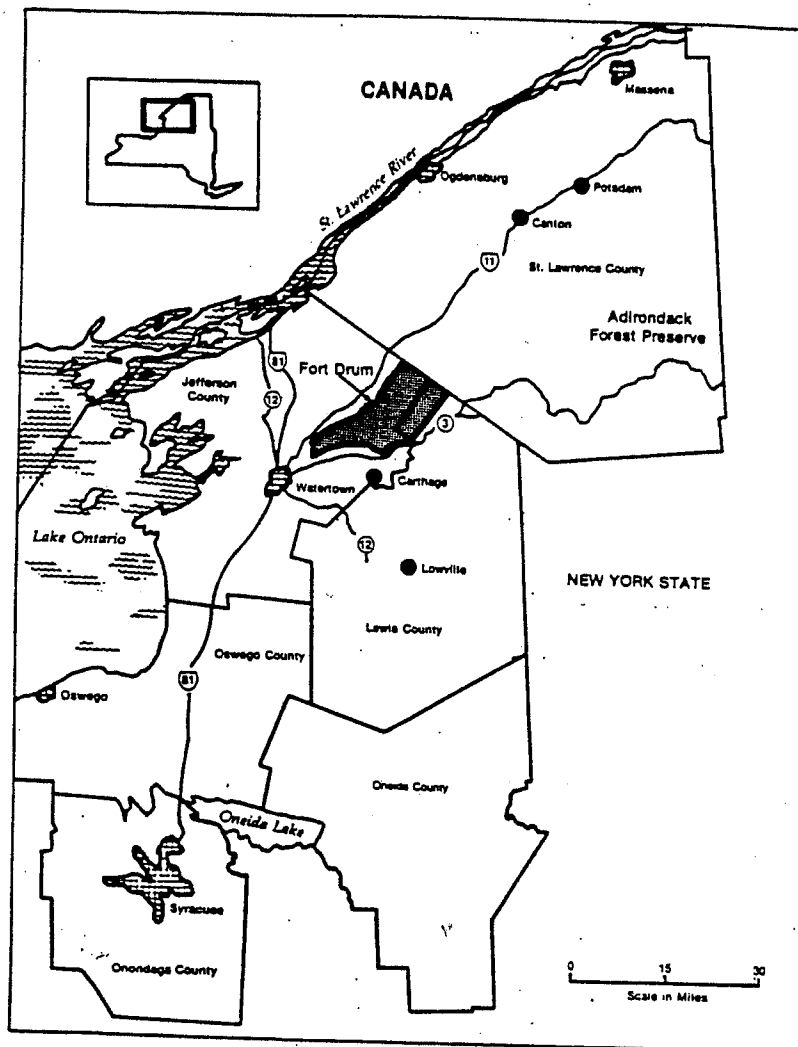 CANADA
Massena
St. Lawrence River
Ogdensburg
Potsdam
Canton
11
St. Lawrence County
Adirondack
Forest Preserve
81
Fort Drum
Jefferson
County
12
3
Watertown
Carthage
Lake Ontario
12
Lowville
NEW YORK STATE
Lewis County
Oswego County
81
Oswego
Oneida County
Oneida Lake
Syracuse
Onondaga County
0 15 30
Scale in Miles